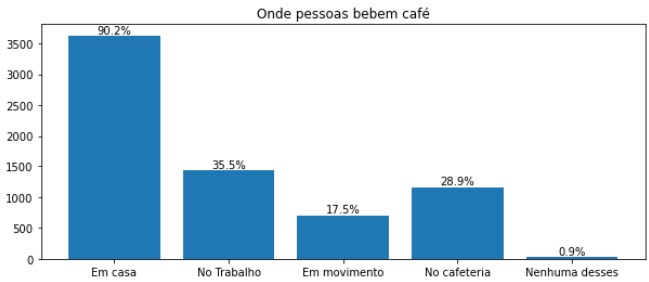 Onde pessoas bebem café
3500
3000
2500
2000
1500
1000
500
0
90.2%
35.5%
17.5%
28.9%
0.9%
Em casa
No Trabalho
Em movimento
No cafeteria
Nenhuma desses